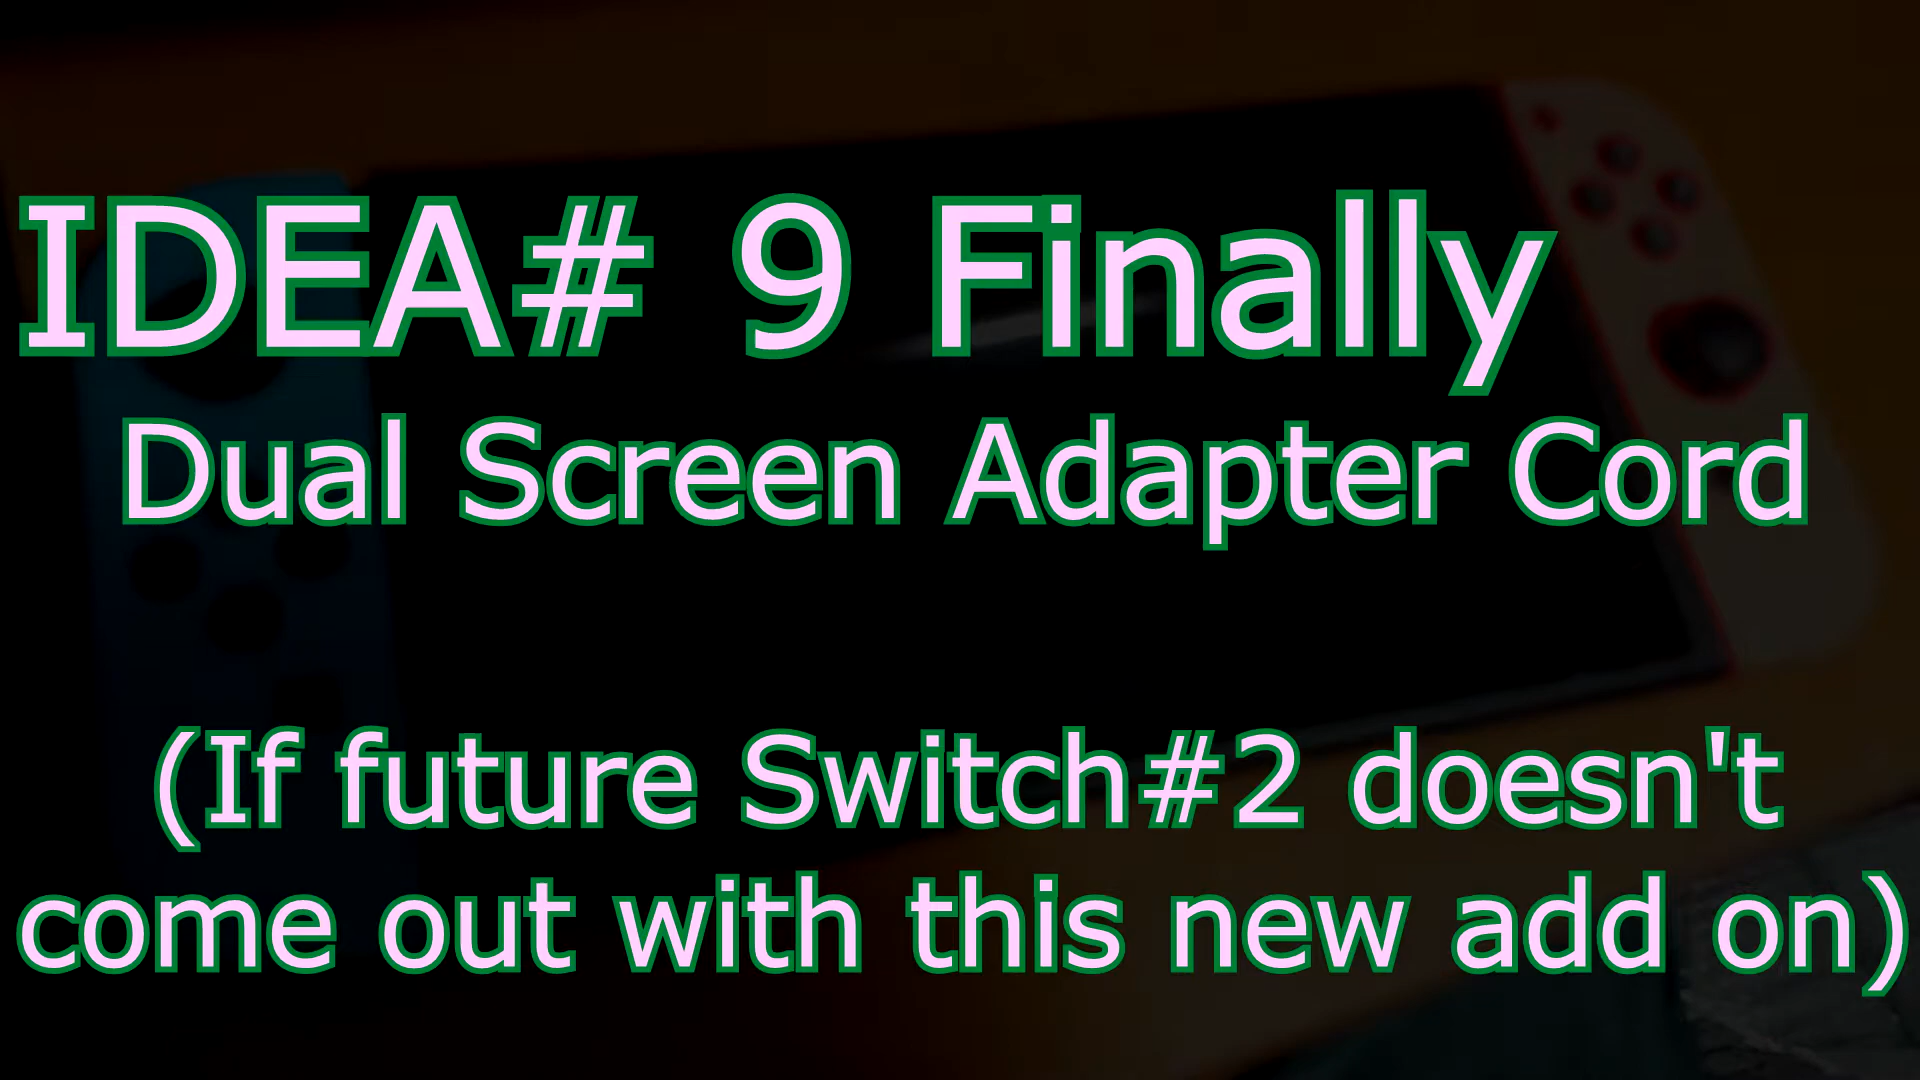 IDEA# 9 Finally
Dual Screen Adapter Cord
(If future Switch#2 doesn't
come out with this new add on)